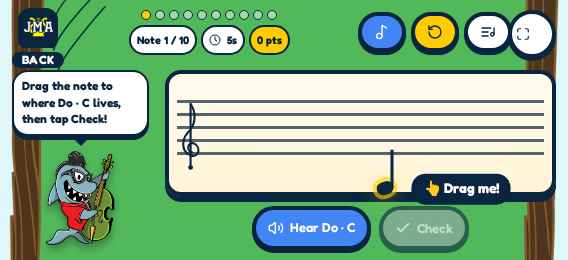 JMA
BACK
Note 1 / 10
5s
0 pts
Drag the note to
where Do · C lives,
then tap Check!
Drag me!
Hear Do · C
Check